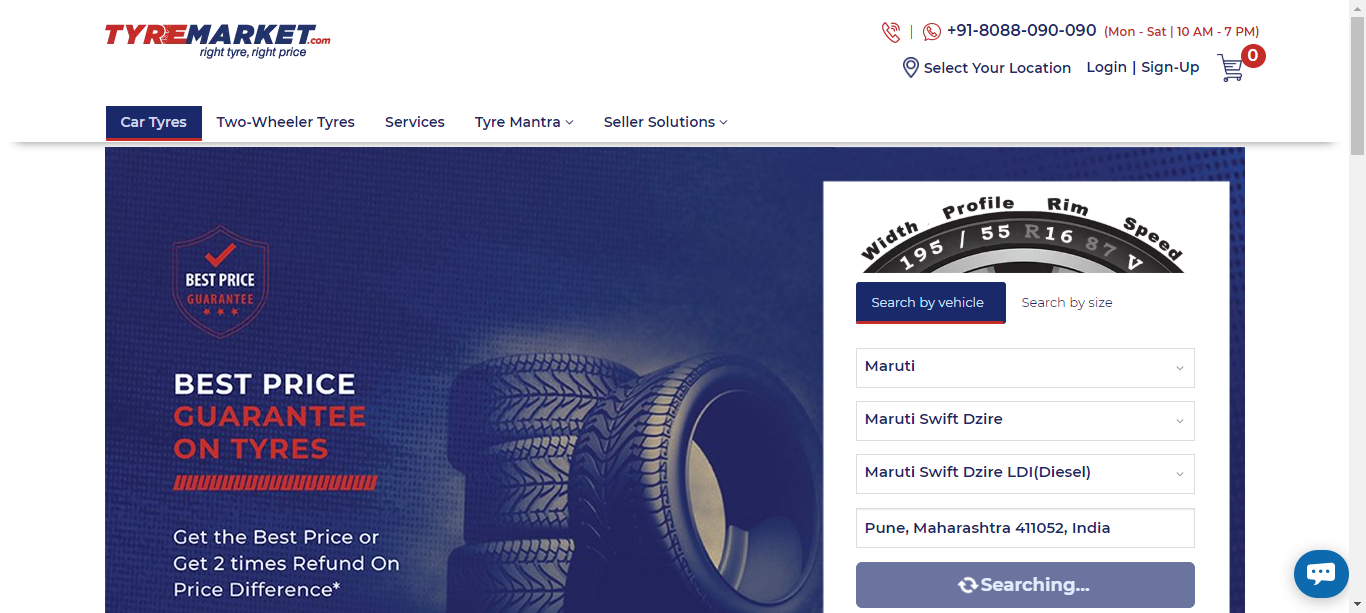 TYREMARKET.com
right tyre, right price
+91-8088-090-090 (Mon - Sat | 10 AM - 7 PM)
Select Your Location Login | Sign-Up 0
Car Tyres Two-Wheeler Tyres Services Tyre Mantra Seller Solutions
BEST PRICE
GUARANTEE
BEST PRICE
GUARANTEE
ON TYRES
Get the Best Price or
Get 2 times Refund On
Price Difference*
Width Profile Rim Speed
195 / 55 R16 87 V
Search by vehicle Search by size
Maruti
Maruti Swift Dzire
Maruti Swift Dzire LDI(Diesel)
Pune, Maharashtra 411052, India
Searching...